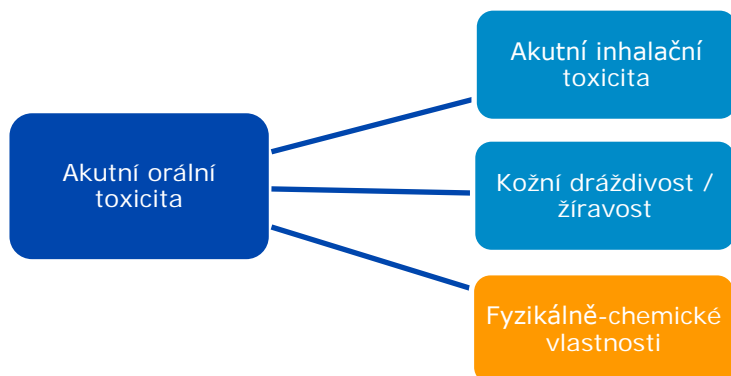 Akutní orální
toxicita
Akutní inhalační
toxicita
Kožní dráždivost /
žíravost
Fyzikálně-chemické
vlastnosti